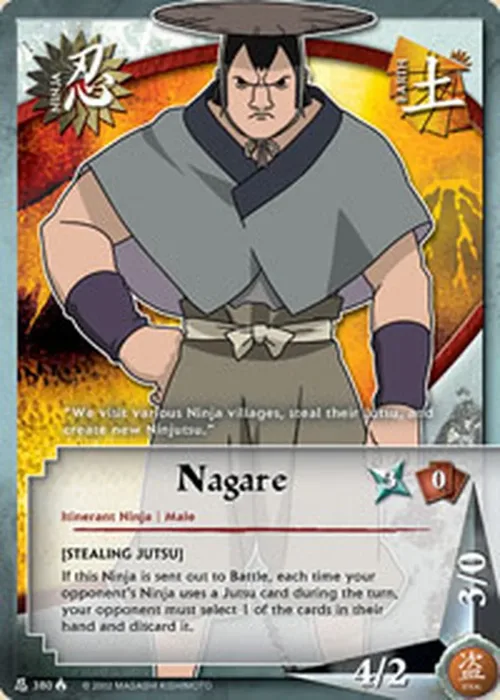 忍
NINJA
土
EARTH
"We visit various Ninja villages, steal their Jutsu, and
create new Ninjutsu."
Nagare
3 0
Itinerant Ninja | Male
[STEALING JUTSU]
If this Ninja is sent out to Battle, each time your
opponent's Ninja uses a Jutsu card during the turn,
your opponent must select 1 of the cards in their
hand and discard it.
3/0
4/2
380
© 2002 MASASHI KISHIMOTO